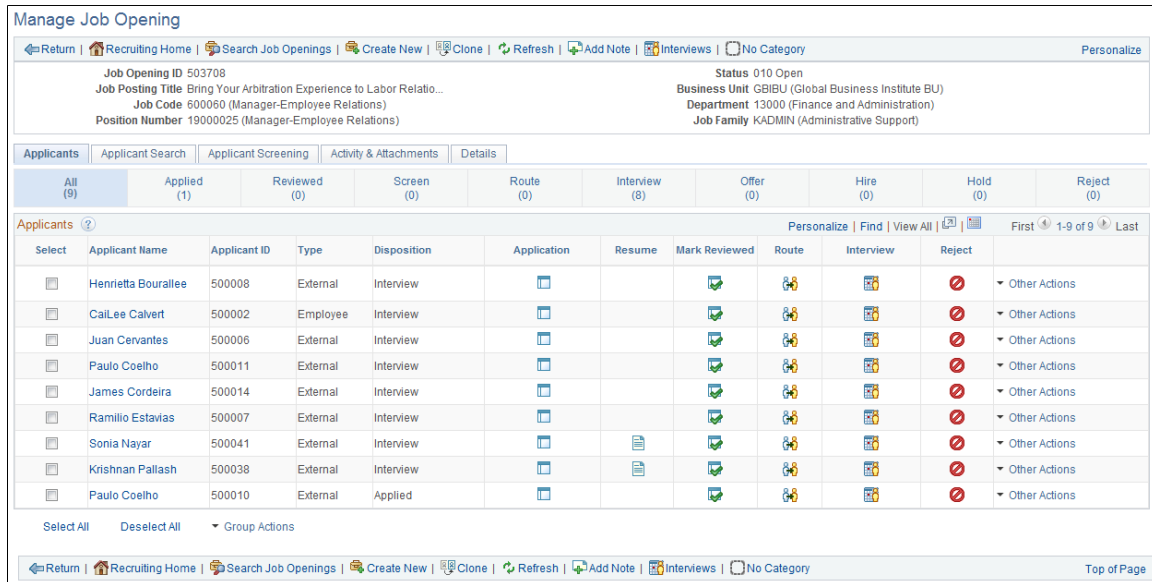 Manage Job Opening
Return | Recruiting Home | Search Job Openings | Create New | Clone | Refresh | Add Note | Interviews | No Category Personalize
Job Opening ID 503708 Status 010 Open
Job Posting Title Bring Your Arbitration Experience to Labor Relatio... Business Unit GBIBU (Global Business Institute BU)
Job Code 600060 (Manager-Employee Relations) Department 13000 (Finance and Administration)
Position Number 19000025 (Manager-Employee Relations) Job Family KADMIN (Administrative Support)
Applicants Applicant Search Applicant Screening Activity & Attachments Details
All Applied Reviewed Screen Route Interview Offer Hire Hold Reject
(9) (1) (0) (0) (0) (8) (0) (0) (0) (0)
Applicants ? Personalize | Find | View All | | First 1-9 of 9 Last
Select Applicant Name Applicant ID Type Disposition Application Resume Mark Reviewed Route Interview Reject
Henrietta Bourallee 500008 External Interview Other Actions
CaiLee Calvert 500002 Employee Interview Other Actions
Juan Cervantes 500006 External Interview Other Actions
Paulo Coelho 500011 External Interview Other Actions
James Cordeira 500014 External Interview Other Actions
Ramilio Estavias 500007 External Interview Other Actions
Sonia Nayar 500041 External Interview Other Actions
Krishnan Pallash 500038 External Interview Other Actions
Paulo Coelho 500010 External Applied Other Actions
Select All Deselect All Group Actions
Return | Recruiting Home | Search Job Openings | Create New | Clone | Refresh | Add Note | Interviews | No Category Top of Page